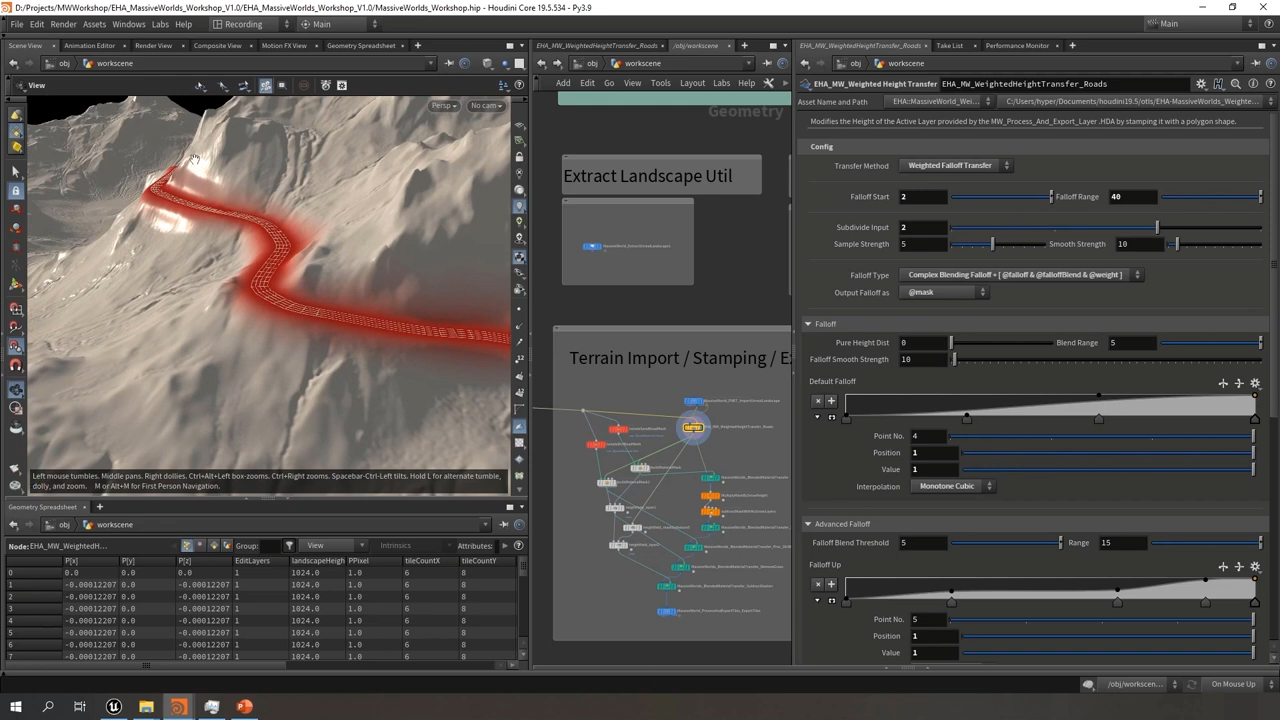 D:/Projects/MWWorkshop/EHA_MassiveWorlds_Workshop_V1.0/EHA_MassiveWorlds_Workshop_V1.0/MassiveWorlds_Workshop.hip - Houdini Core 19.5.534 - Py3.9
File Edit Render Assets Windows Labs Help Recording Main Main
Scene View Animation Editor Render View Composite View Motion FX View Geometry Spreadsheet
obj workscene
View
Persp No cam
Left mouse tumbles. Middle pans. Right dollies. Ctrl+Alt+Left box-zooms. Ctrl+Right zooms. Spacebar-Ctrl-Left tilts. Hold L for alternate tumble,
dolly, and zoom. M or Alt+M for First Person Navigation.
Geometry Spreadsheet
obj workscene
Node: EHA_MW_WeightedH... Group: View Intrinsics Attributes:
P[x] P[y] P[z] EditLayers landscapeHeigh PPixel tileCountX tileCountY
0 0.0 0.0 0.0 1 1024.0 1.0 6 8
1 -0.00012207 0.0 -0.00012207 1 1024.0 1.0 6 8
2 -0.00012207 0.0 -0.00012207 1 1024.0 1.0 6 8
3 -0.00012207 0.0 -0.00012207 1 1024.0 1.0 6 8
4 -0.00012207 0.0 -0.00012207 1 1024.0 1.0 6 8
5 -0.00012207 0.0 -0.00012207 1 1024.0 1.0 6 8
6 -0.00012207 0.0 -0.00012207 1 1024.0 1.0 6 8
7 -0.00012207 0.0 -0.00012207 1 1024.0 1.0 6 8
EHA_MW_WeightedHeightTransfer_Roads /obj/workscene
obj workscene
Add Edit Go View Tools Layout Labs Help
Geometry
Extract Landscape Util
Terrain Import / Stamping / E
EHA_MW_WeightedHeightTransfer_Roads Take List Performance Monitor
obj workscene
EHA_MW_Weighted Height Transfer EHA_MW_WeightedHeightTransfer_Roads
Asset Name and Path EHA::MassiveWorld_Wei... C:/Users/hyper/Documents/houdini19.5/otls/EHA-MassiveWorlds_Weighte...
Modifies the Height of the Active Layer provided by the MW_Process_And_Export_Layer .HDA by stamping it with a polygon shape.
Config
Transfer Method Weighted Falloff Transfer
Falloff Start 2 Falloff Range 40
Subdivide Input 2
Sample Strength 5 Smooth Strength 10
Falloff Type Complex Blending Falloff + [ @falloff & @falloffBlend & @weight ]
Output Falloff as @mask
Falloff
Pure Height Dist 0 Blend Range 5
Falloff Smooth Strength 10
Default Falloff
Point No. 4
Position 1
Value 1
Interpolation Monotone Cubic
Advanced Falloff
Falloff Blend Threshold 5 Range 15
Falloff Up
Point No. 5
Position 1
Value 1
/obj/workscen... On Mouse Up